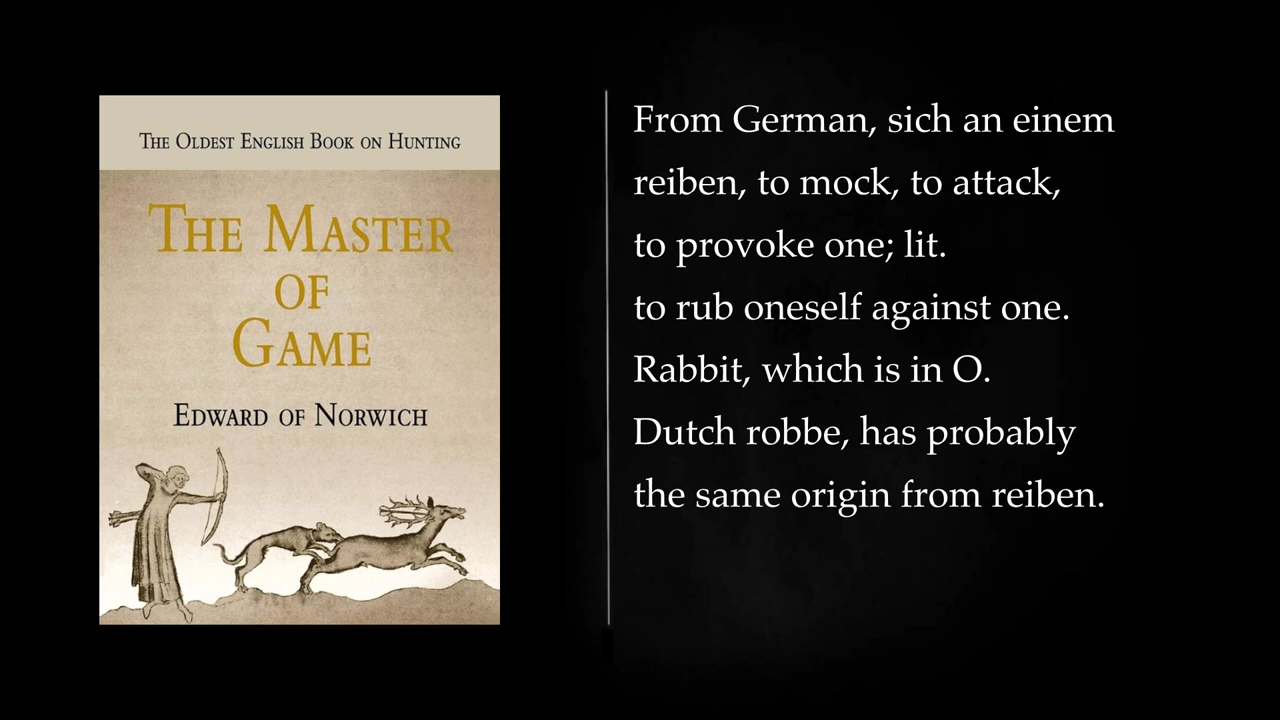 The Oldest English Book on Hunting
The Master
of
Game
Edward of Norwich
From German, sich an einem
reiben, to mock, to attack,
to provoke one; lit.
to rub oneself against one.
Rabbit, which is in O.
Dutch robbe, has probably
the same origin from reiben.